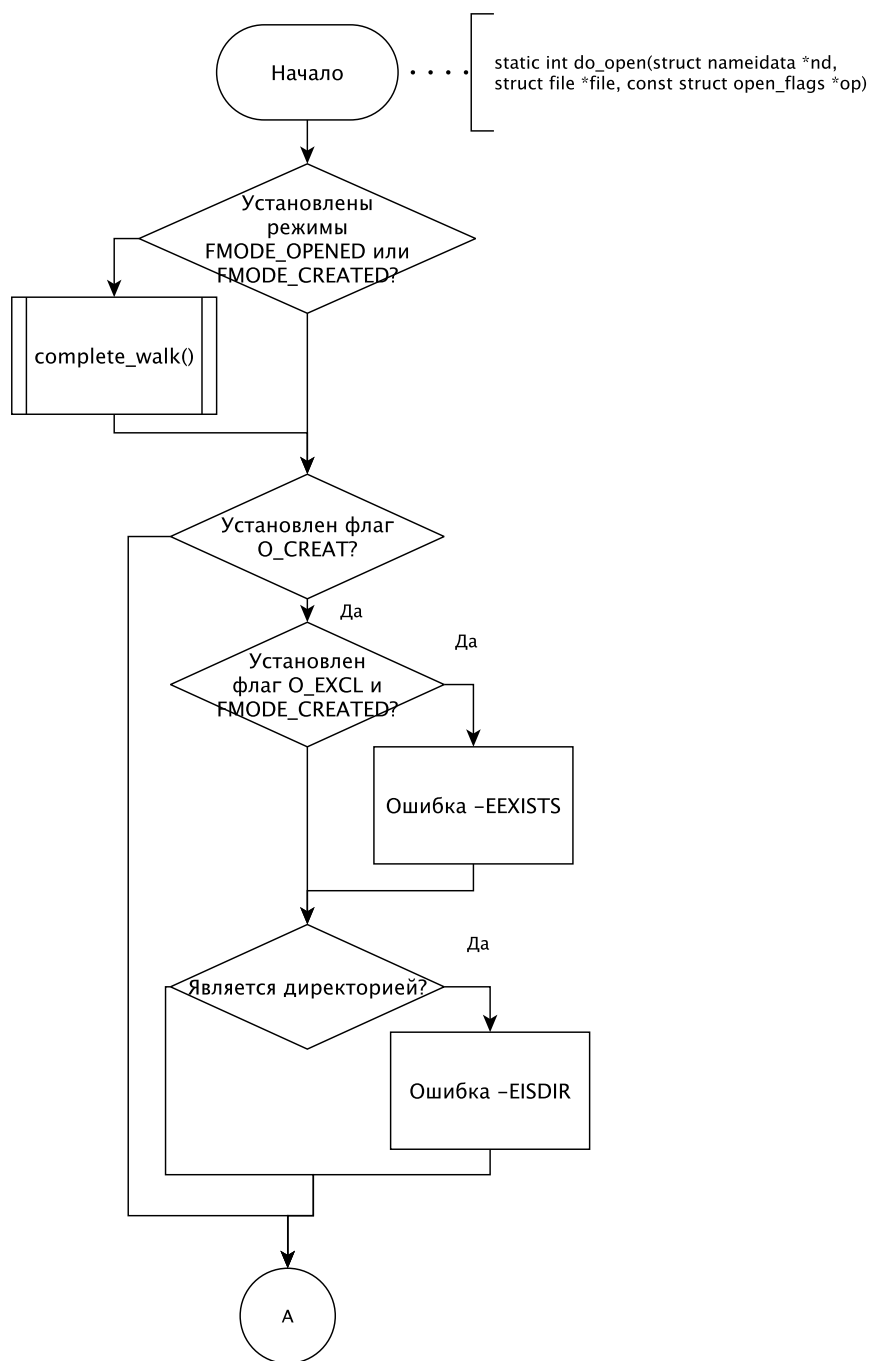 Начало
static int do_open(struct nameidata *nd,
struct file *file, const struct open_flags *op)
Установлены
режимы
FMODE_OPENED или
FMODE_CREATED?
complete_walk()
Установлен флаг
O_CREAT?
Да
Да
Установлен
флаг O_EXCL и
FMODE_CREATED?
Ошибка -EEXISTS
Да
Является директорией?
Ошибка -EISDIR
A